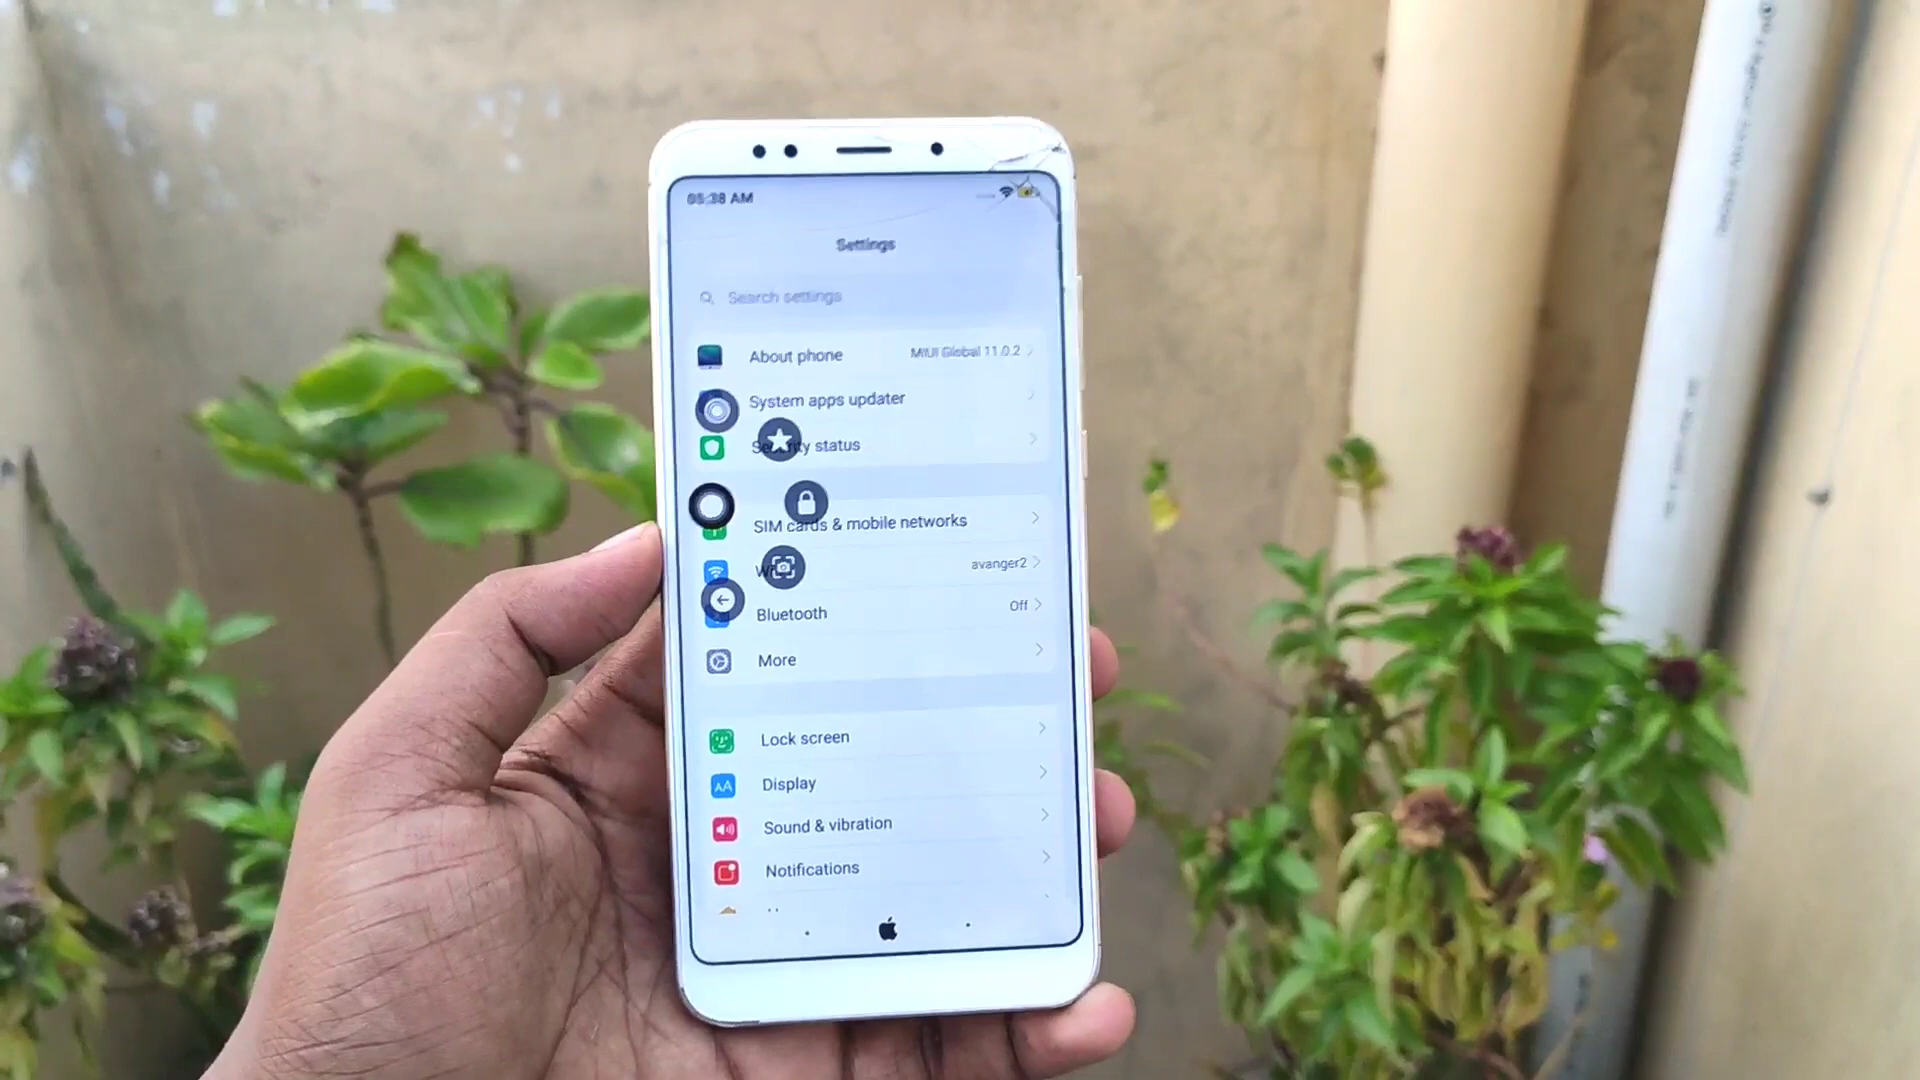 05:38 AM
Settings
Search settings
About phone MIUI Global 11.0.2
System apps updater
Security status
SIM cards & mobile networks
avanger2
Bluetooth Off
More
Lock screen
Display
AA
Sound & vibration
Notifications